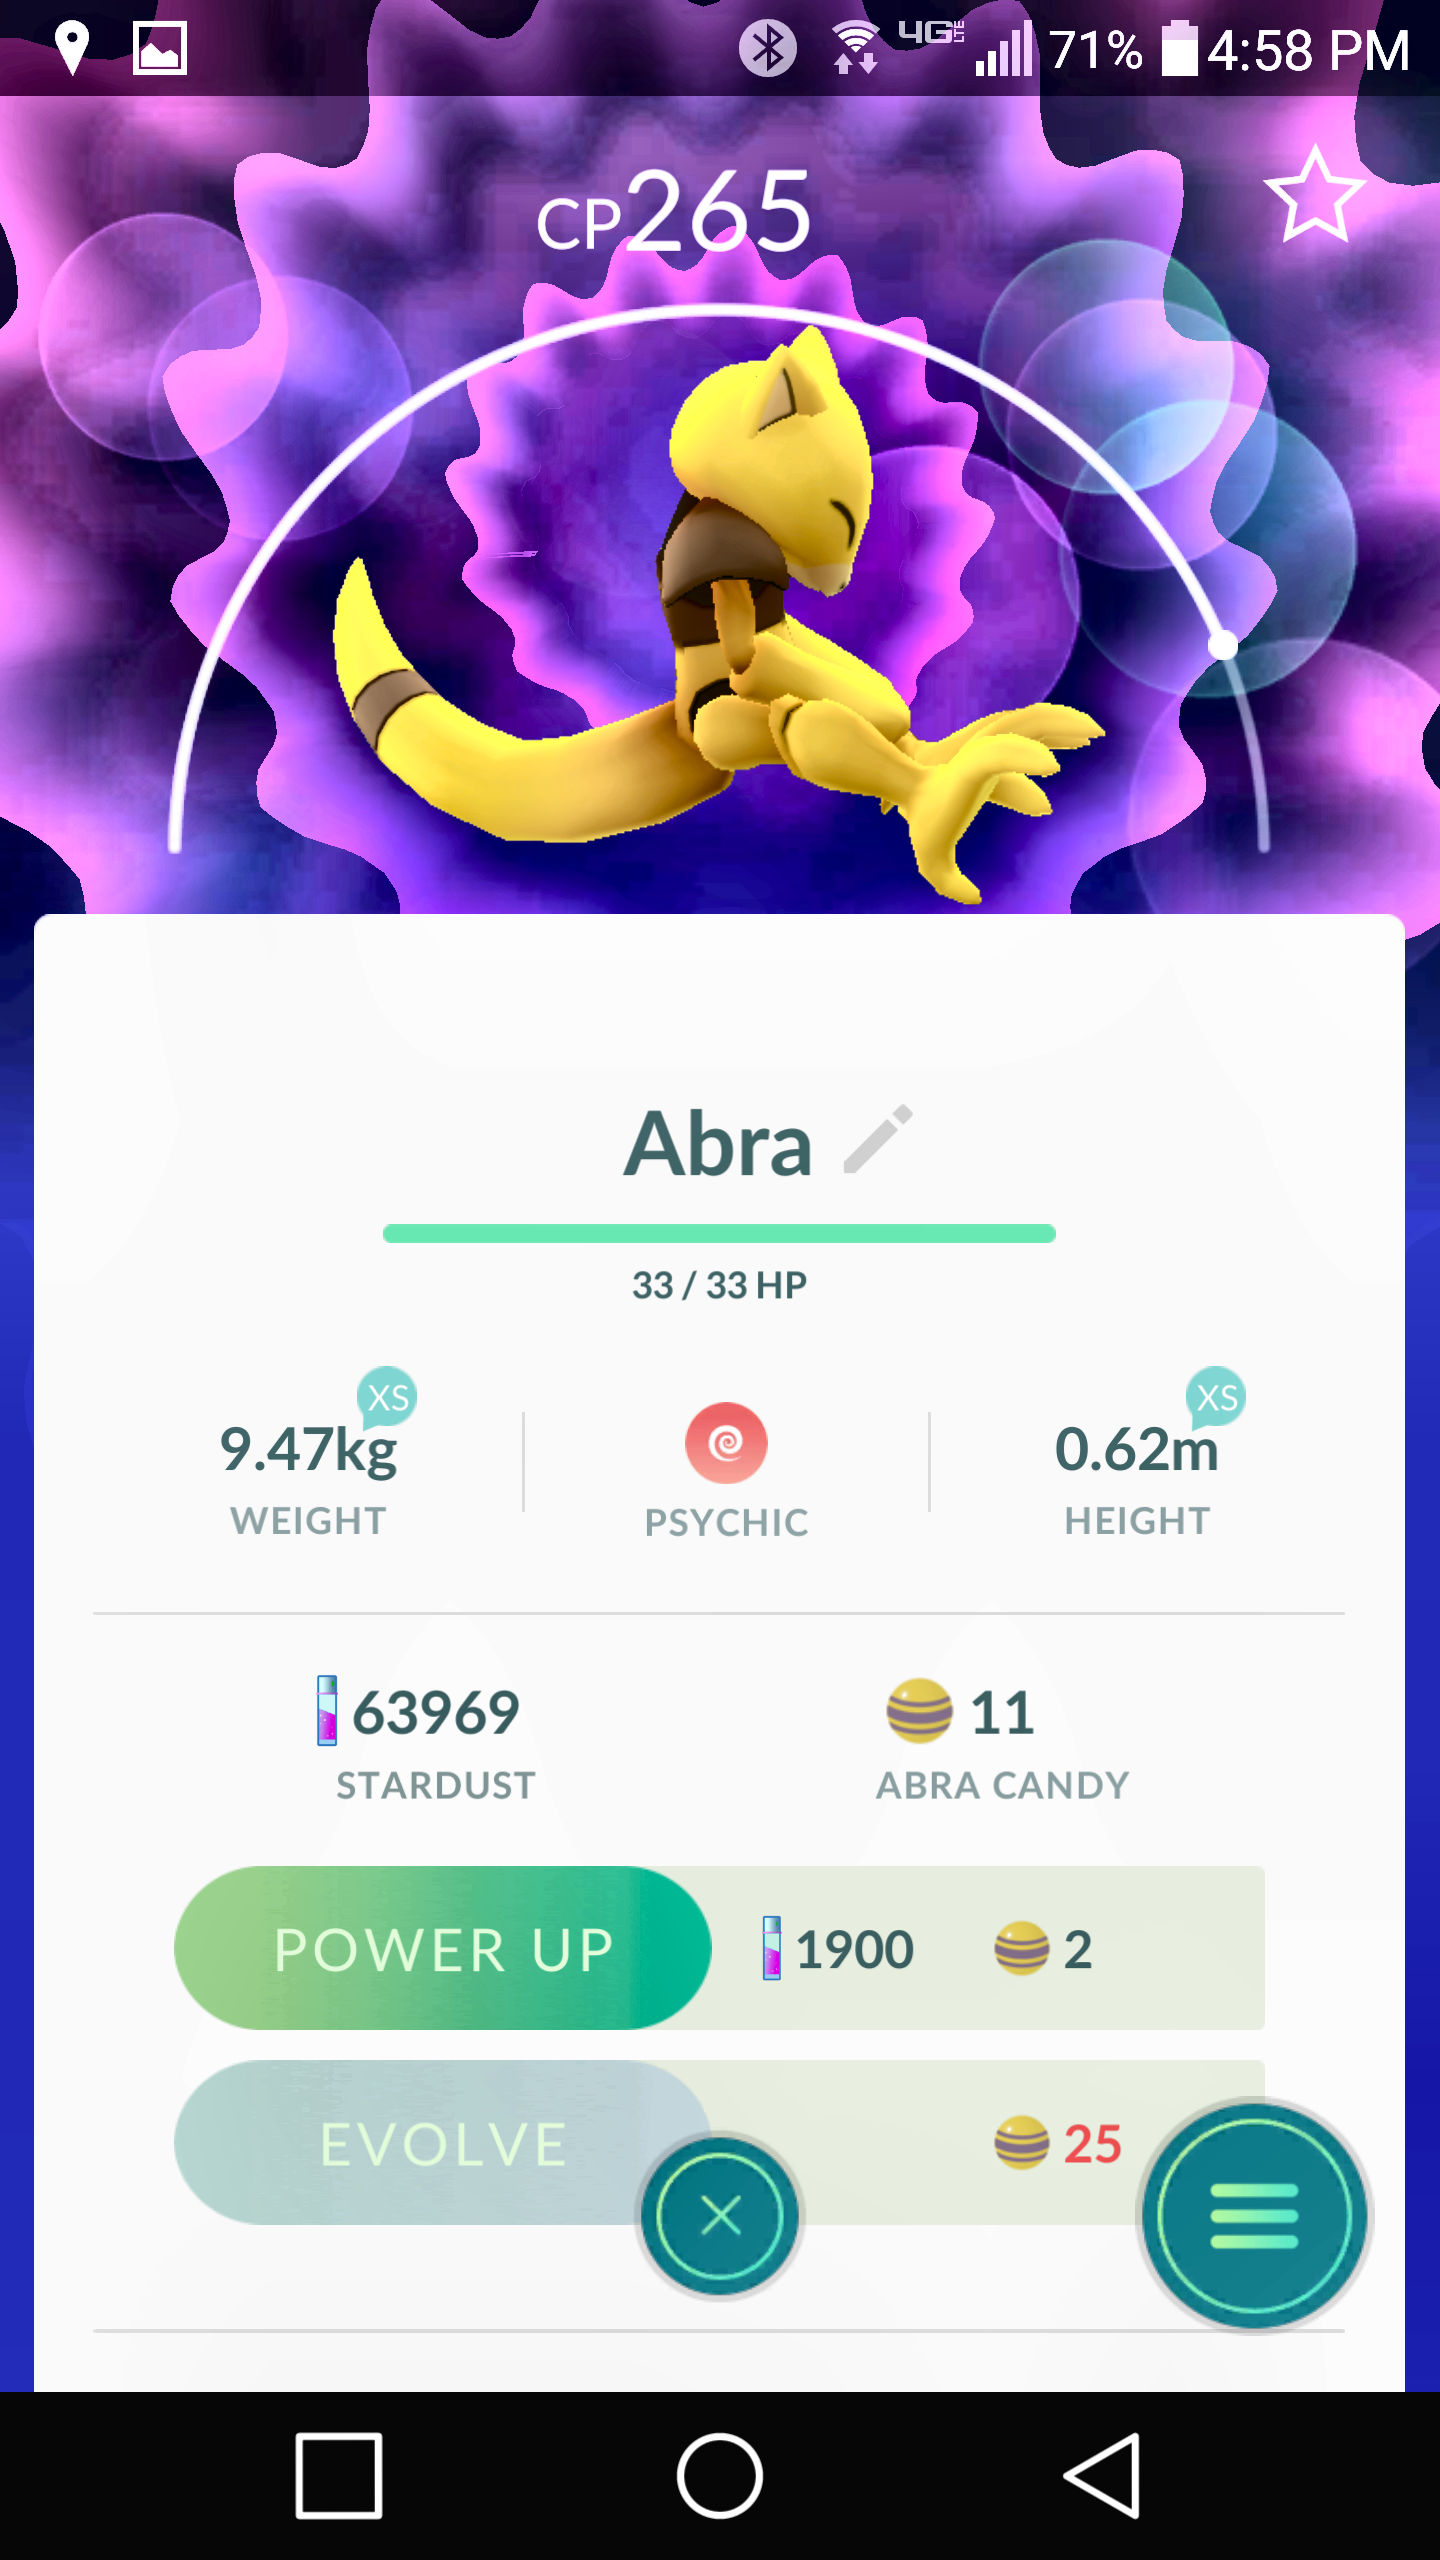 4G LTE 71% 4:58 PM
CP265
Abra
33 / 33 HP
XS XS
9.47kg 0.62m
WEIGHT PSYCHIC HEIGHT
63969 11
STARDUST ABRA CANDY
POWER UP 1900 2
EVOLVE 25